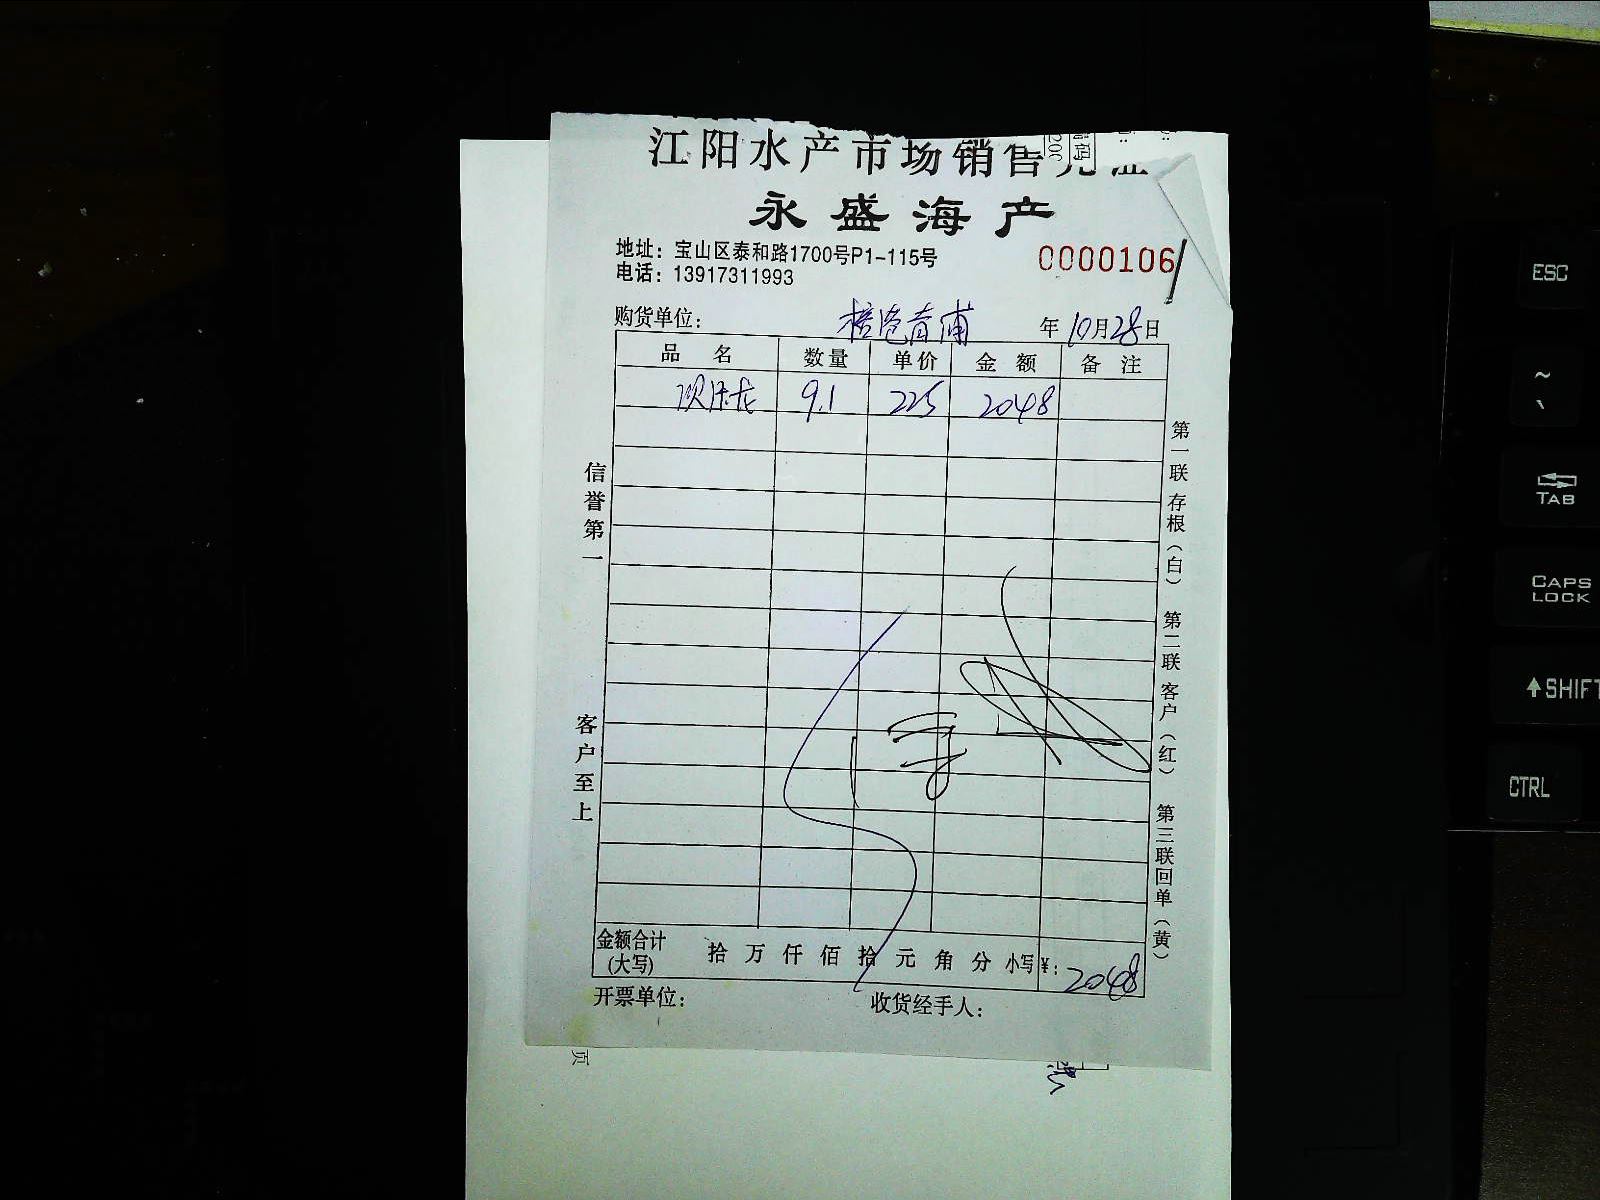 江阳水产市场销售
永盛海产
地址：宝山区泰和路1700号P1-115号
电话：13917311993
0000106
购货单位： 青浦 年10月28日
品名 数量 单价 金额 备注
龙 9.1 225 2048
信誉第一
客户至上
第一联 存根（白） 第二联 客户（红） 第三联 回单（黄）
金额合计（大写） 拾 万 仟 佰 拾 元 角 分 小写¥：2048
开票单位： 收货经手人：
页
ESC
~
、
TAB
CAPS LOCK
SHIFT
CTRL